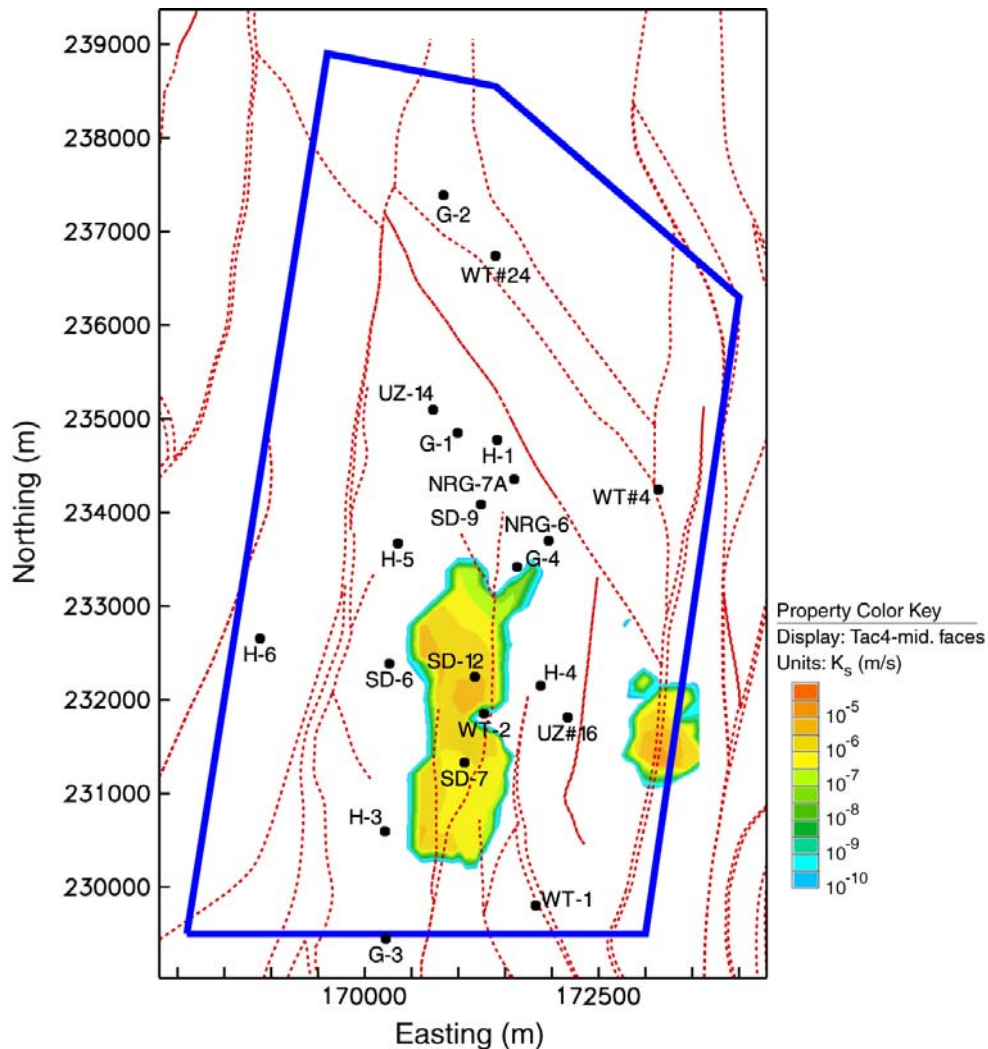 239000
238000
237000
236000
235000
234000
233000
232000
231000
230000
Northing (m)
G-2
WT#24
UZ-14
G-1
H-1
NRG-7A
WT#4
SD-9
NRG-6
H-5
G-4
H-6
SD-12
H-4
SD-6
WT-2
UZ#16
SD-7
H-3
WT-1
G-3
170000
172500
Easting (m)
Property Color Key
Display: Tac4-mid. faces
Units: Ks (m/s)
10-5
10-6
10-7
10-8
10-9
10-10